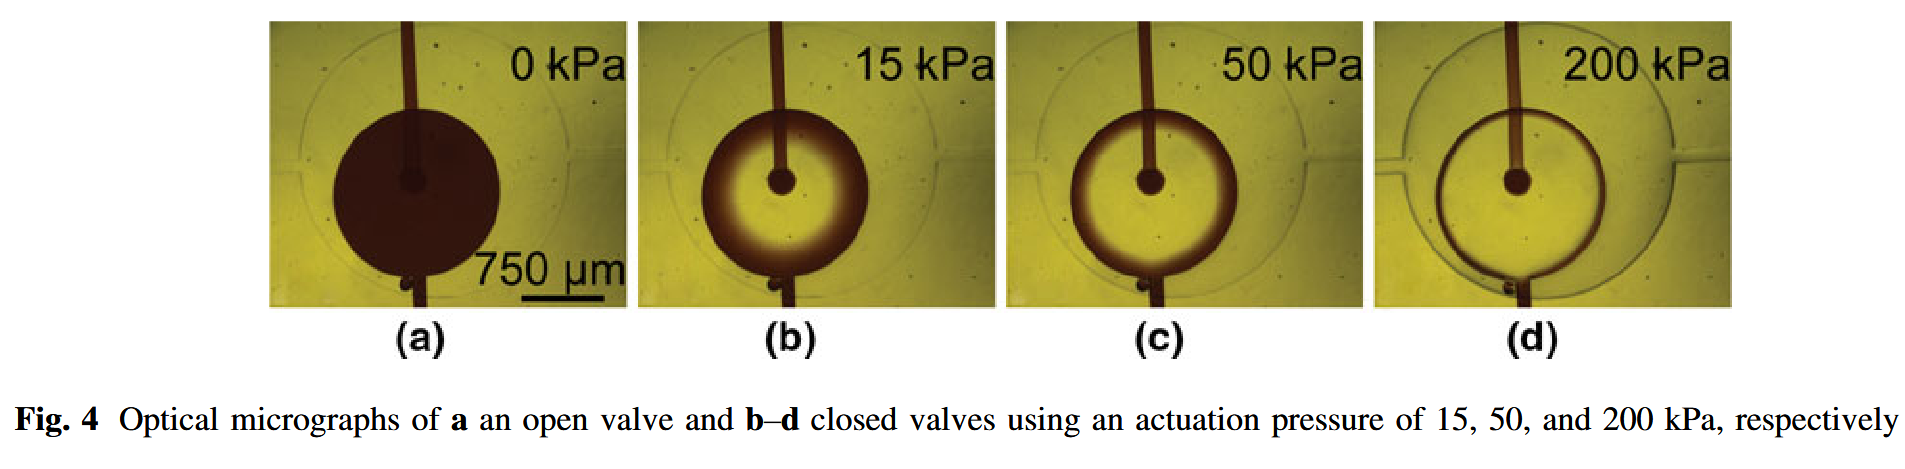 0 kPa
15 kPa
50 kPa
200 kPa
750 µm
(a)
(b)
(c)
(d)
Fig. 4 Optical micrographs of a an open valve and b–d closed valves using an actuation pressure of 15, 50, and 200 kPa, respectively